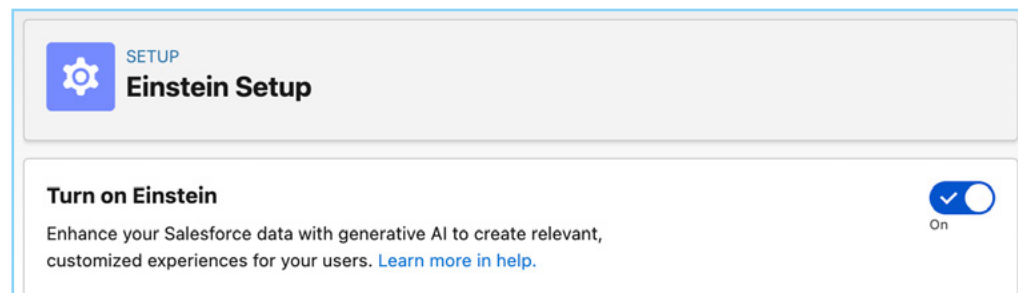 SETUP
Einstein Setup
Turn on Einstein
On
Enhance your Salesforce data with generative AI to create relevant,
customized experiences for your users. Learn more in help.